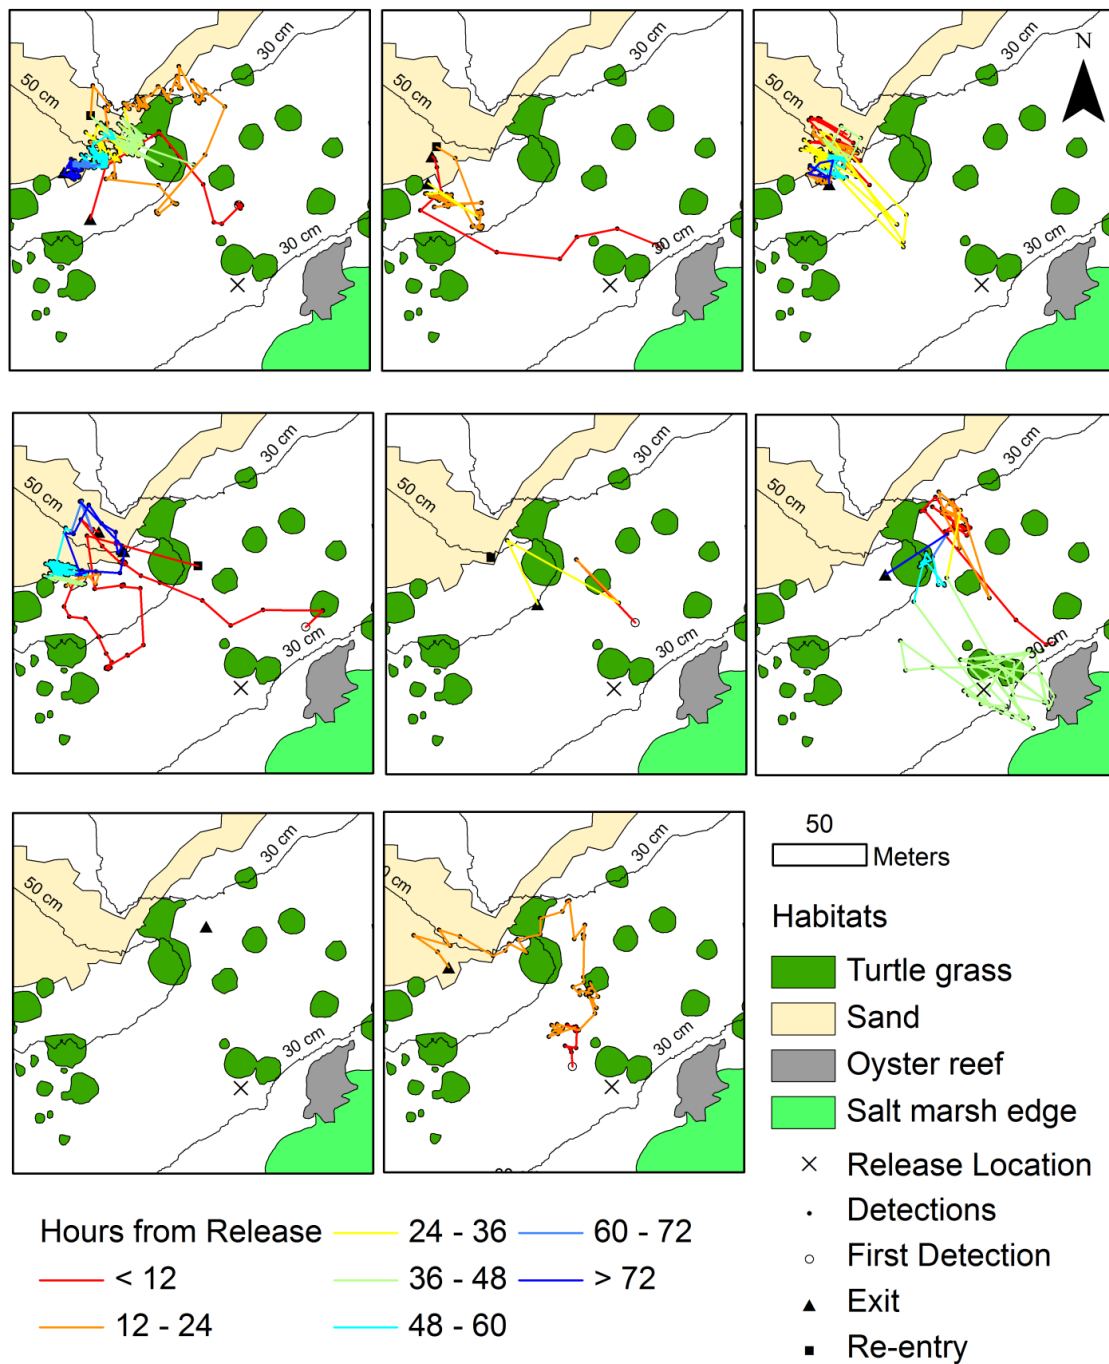 50 cm
30 cm
30 cm
50 cm
30 cm
30 cm
N
50 cm
30 cm
30 cm
50 cm
30 cm
30 cm
50 cm
30 cm
30 cm
50 cm
30 cm
30 cm
50 cm
30 cm
30 cm
0 cm
30 cm
30 cm
50
Meters
Habitats
Turtle grass
Sand
Oyster reef
Salt marsh edge
Release Location
Detections
First Detection
Exit
Re-entry
Hours from Release
< 12
12 - 24
24 - 36
36 - 48
48 - 60
60 - 72
> 72